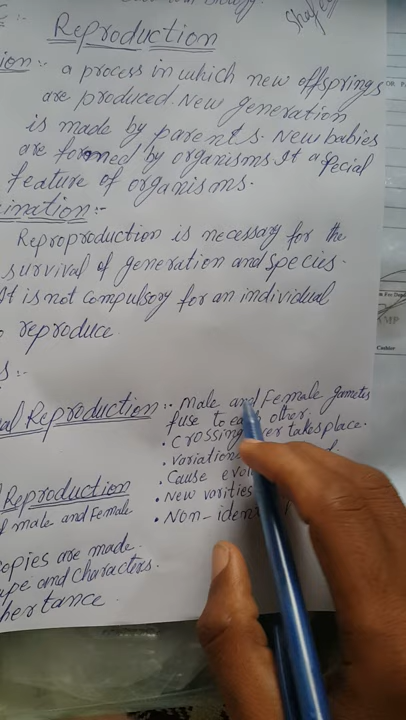 Reproduction
:- a process in which new offsprings
are produced. New generation
is made by parents. New babies
are formed by organisms It a special
feature of organisms.
:-
Reproproduction is necessary for the
survival of generation and species.
It is not compulsory for an individual
reproduce.
:-
Reproduction :- Male and Female gametes
fuse to each other.
• crossing over takes place.
• variation
• Cause
Reproduction
• New varities
of male and Female
• Non-iden
copies are made.
and characters.